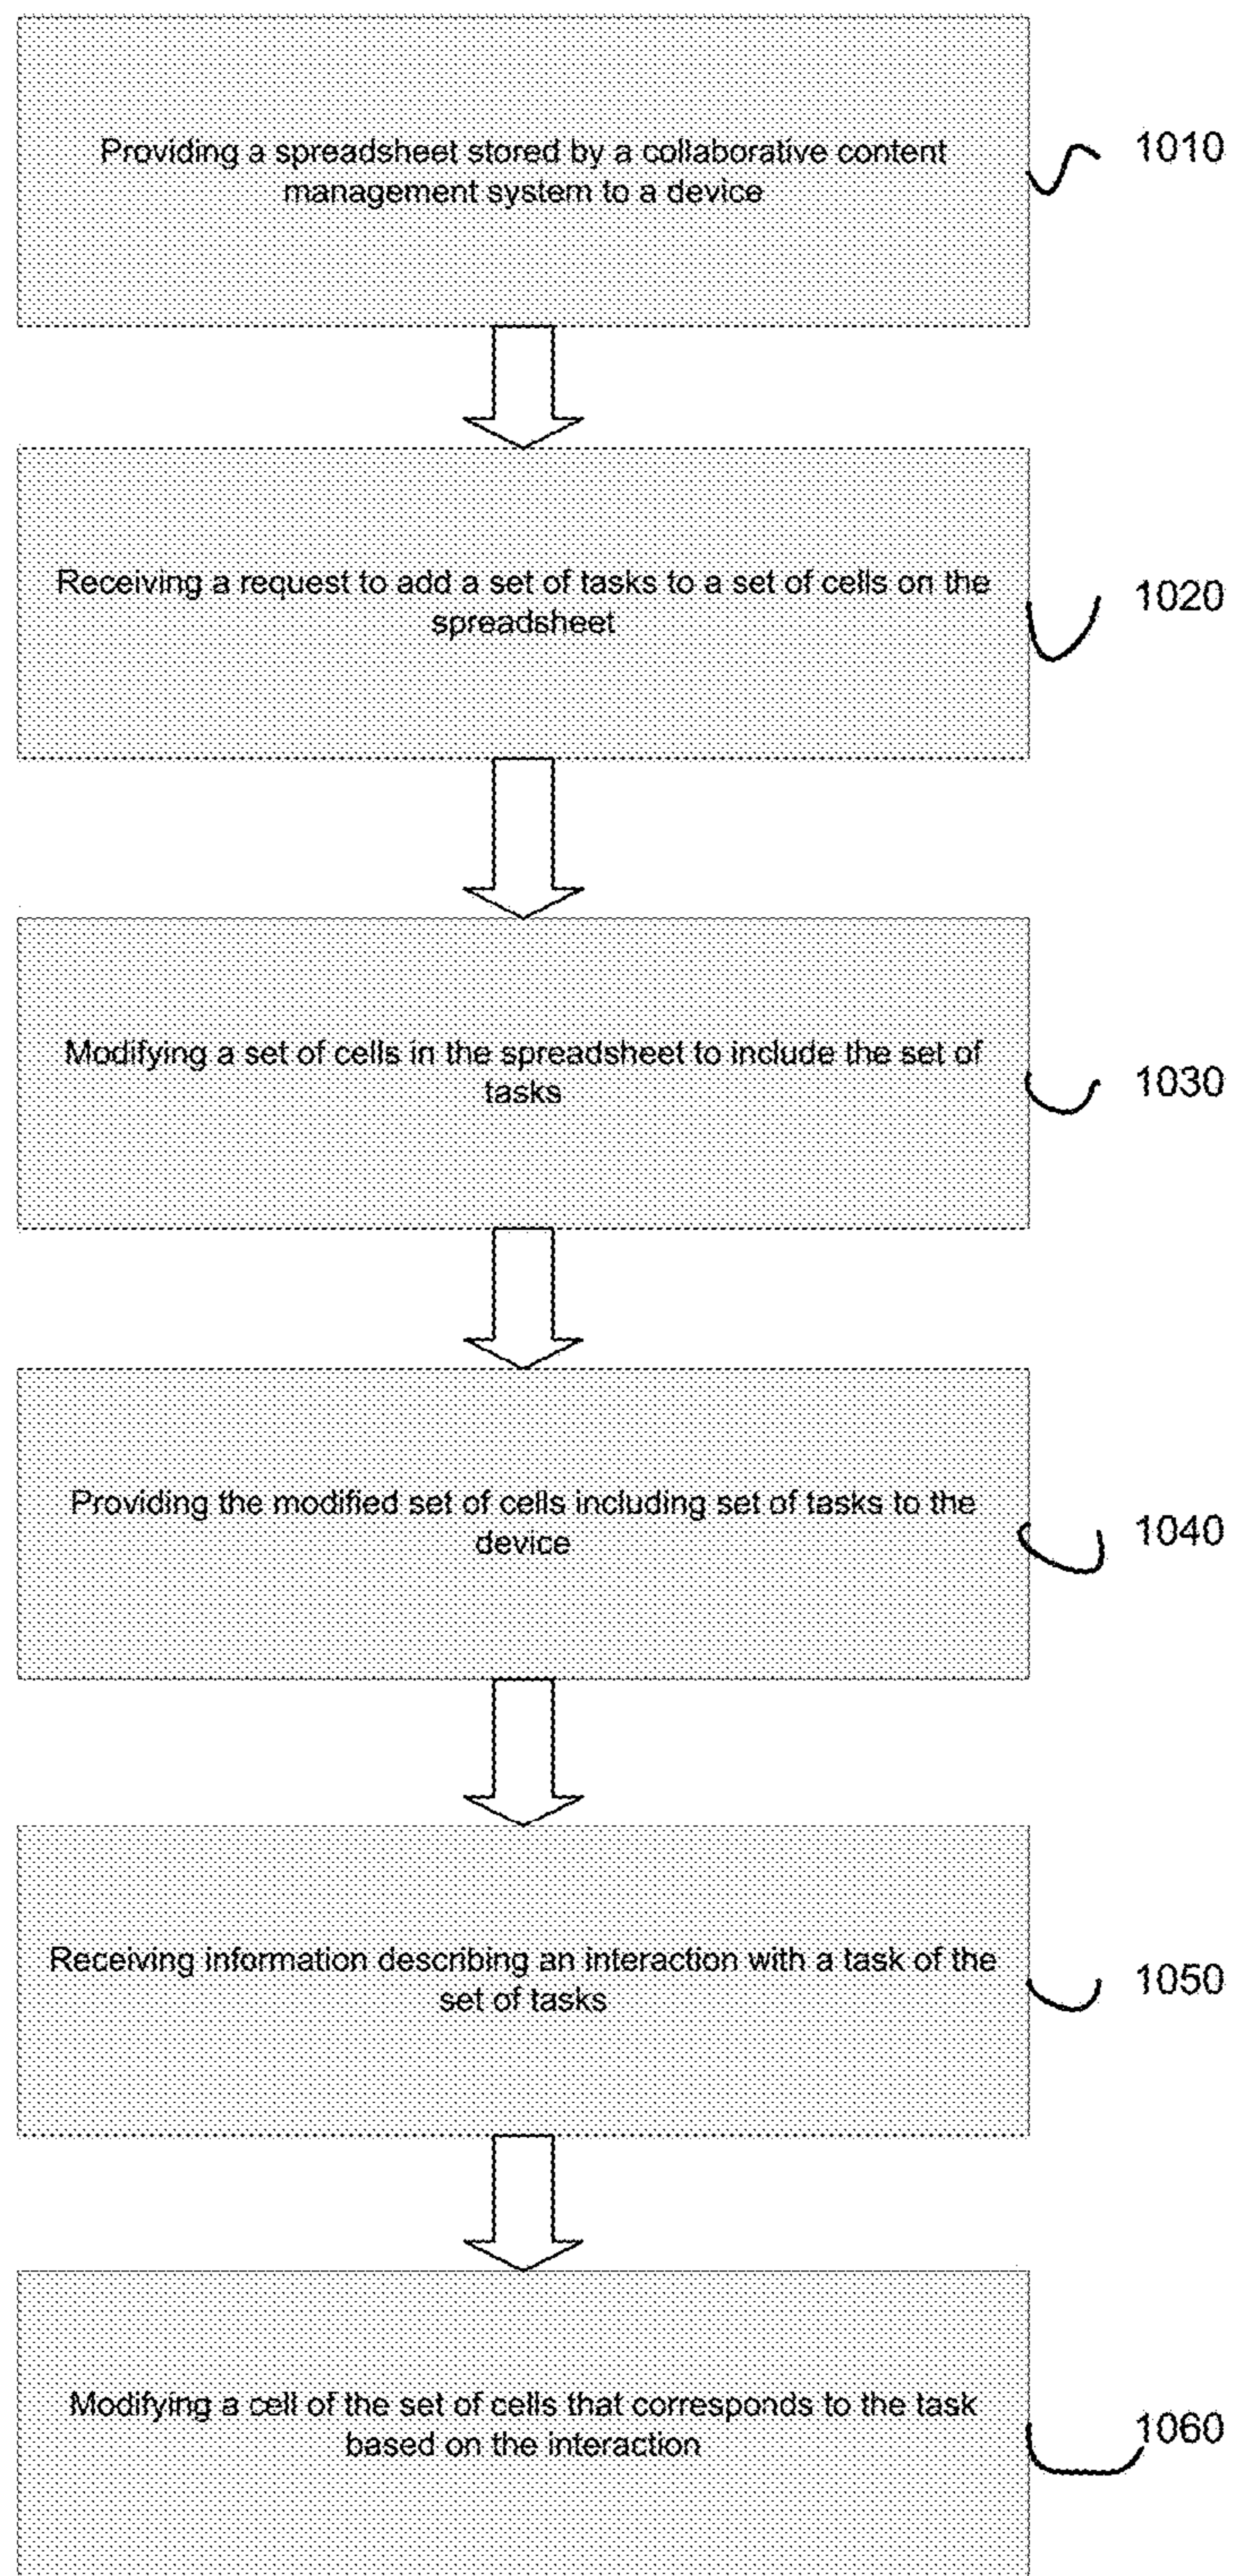 Providing a spreadsheet stored by a collaborative content
management system to a device
1010
Receiving a request to add a set of tasks to a set of cells on the
spreadsheet
1020
Modifying a set of cells in the spreadsheet to include the set of
tasks
1030
Providing the modified set of cells including set of tasks to the
device
1040
Receiving information describing an interaction with a task of the
set of tasks
1050
Modifying a cell of the set of cells that corresponds to the task
based on the interaction
1060